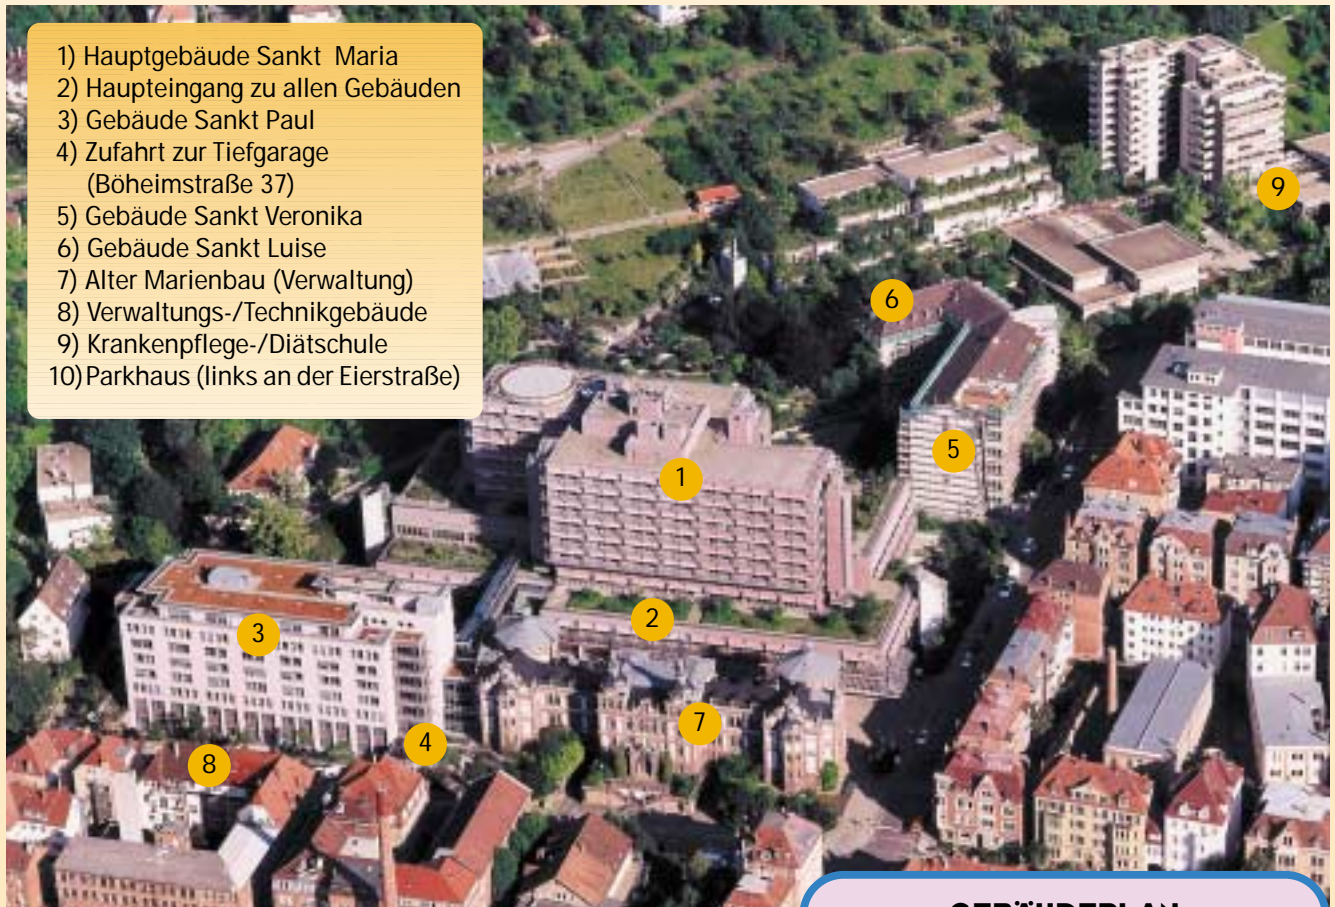 1) Hauptgebäude Sankt Maria
2) Haupteingang zu allen Gebäuden
3) Gebäude Sankt Paul
4) Zufahrt zur Tiefgarage
(Böheimstraße 37)
5) Gebäude Sankt Veronika
6) Gebäude Sankt Luise
7) Alter Marienbau (Verwaltung)
8) Verwaltungs-/Technikgebäude
9) Krankenpflege-/Diätschule
10) Parkhaus (links an der Eierstraße)
9
6
5
1
2
3
7
4
8
GEBÄUDEPLAN